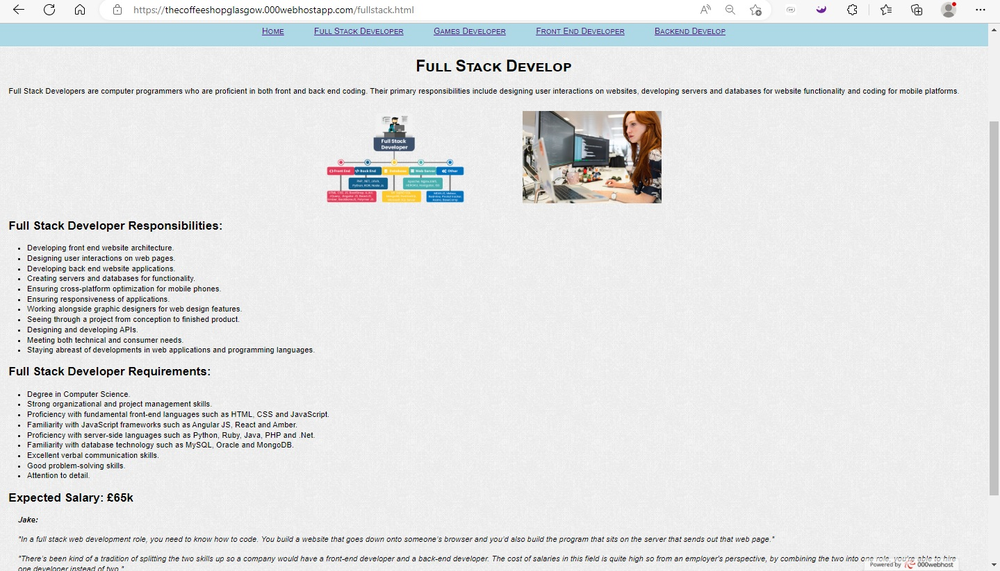 https://thecoffeeshopglasgow.000webhostapp.com/fullstack.html
HOME FULL STACK DEVELOPER GAMES DEVELOPER FRONT END DEVELOPER BACKEND DEVELOP
FULL STACK DEVELOP
Full Stack Developers are computer programmers who are proficient in both front and back end coding. Their primary responsibilities include designing user interactions on websites, developing servers and databases for website functionality and coding for mobile platforms.
Full Stack
Developer
Front End Back End Database Web Server Other
PHP, .NET, JAVA,
Full Stack Developer Responsibilities:
Developing front end website architecture.
Designing user interactions on web pages.
Developing back end website applications.
Creating servers and databases for functionality.
Ensuring cross-platform optimization for mobile phones.
Ensuring responsiveness of applications.
Working alongside graphic designers for web design features.
Seeing through a project from conception to finished product.
Designing and developing APIs.
Meeting both technical and consumer needs.
Staying abreast of developments in web applications and programming languages.
Full Stack Developer Requirements:
Degree in Computer Science.
Strong organizational and project management skills.
Proficiency with fundamental front-end languages such as HTML, CSS and JavaScript.
Familiarity with JavaScript frameworks such as Angular JS, React and Amber.
Proficiency with server-side languages such as Python, Ruby, Java, PHP and .Net.
Familiarity with database technology such as MySQL, Oracle and MongoDB.
Excellent verbal communication skills.
Good problem-solving skills.
Attention to detail.
Expected Salary: £65k
Jake:
"In a full stack web development role, you need to know how to code. You build a website that goes down onto someone's browser and you'd also build the program that sits on the server that sends out that web page."
"There's been kind of a tradition of splitting the two skills up so a company would have a front-end developer and a back-end developer. The cost of salaries in this field is quite high so from an employer's perspective, by combining the two into one role, you're able to hire
one developer instead of two."
Powered by 000webhost